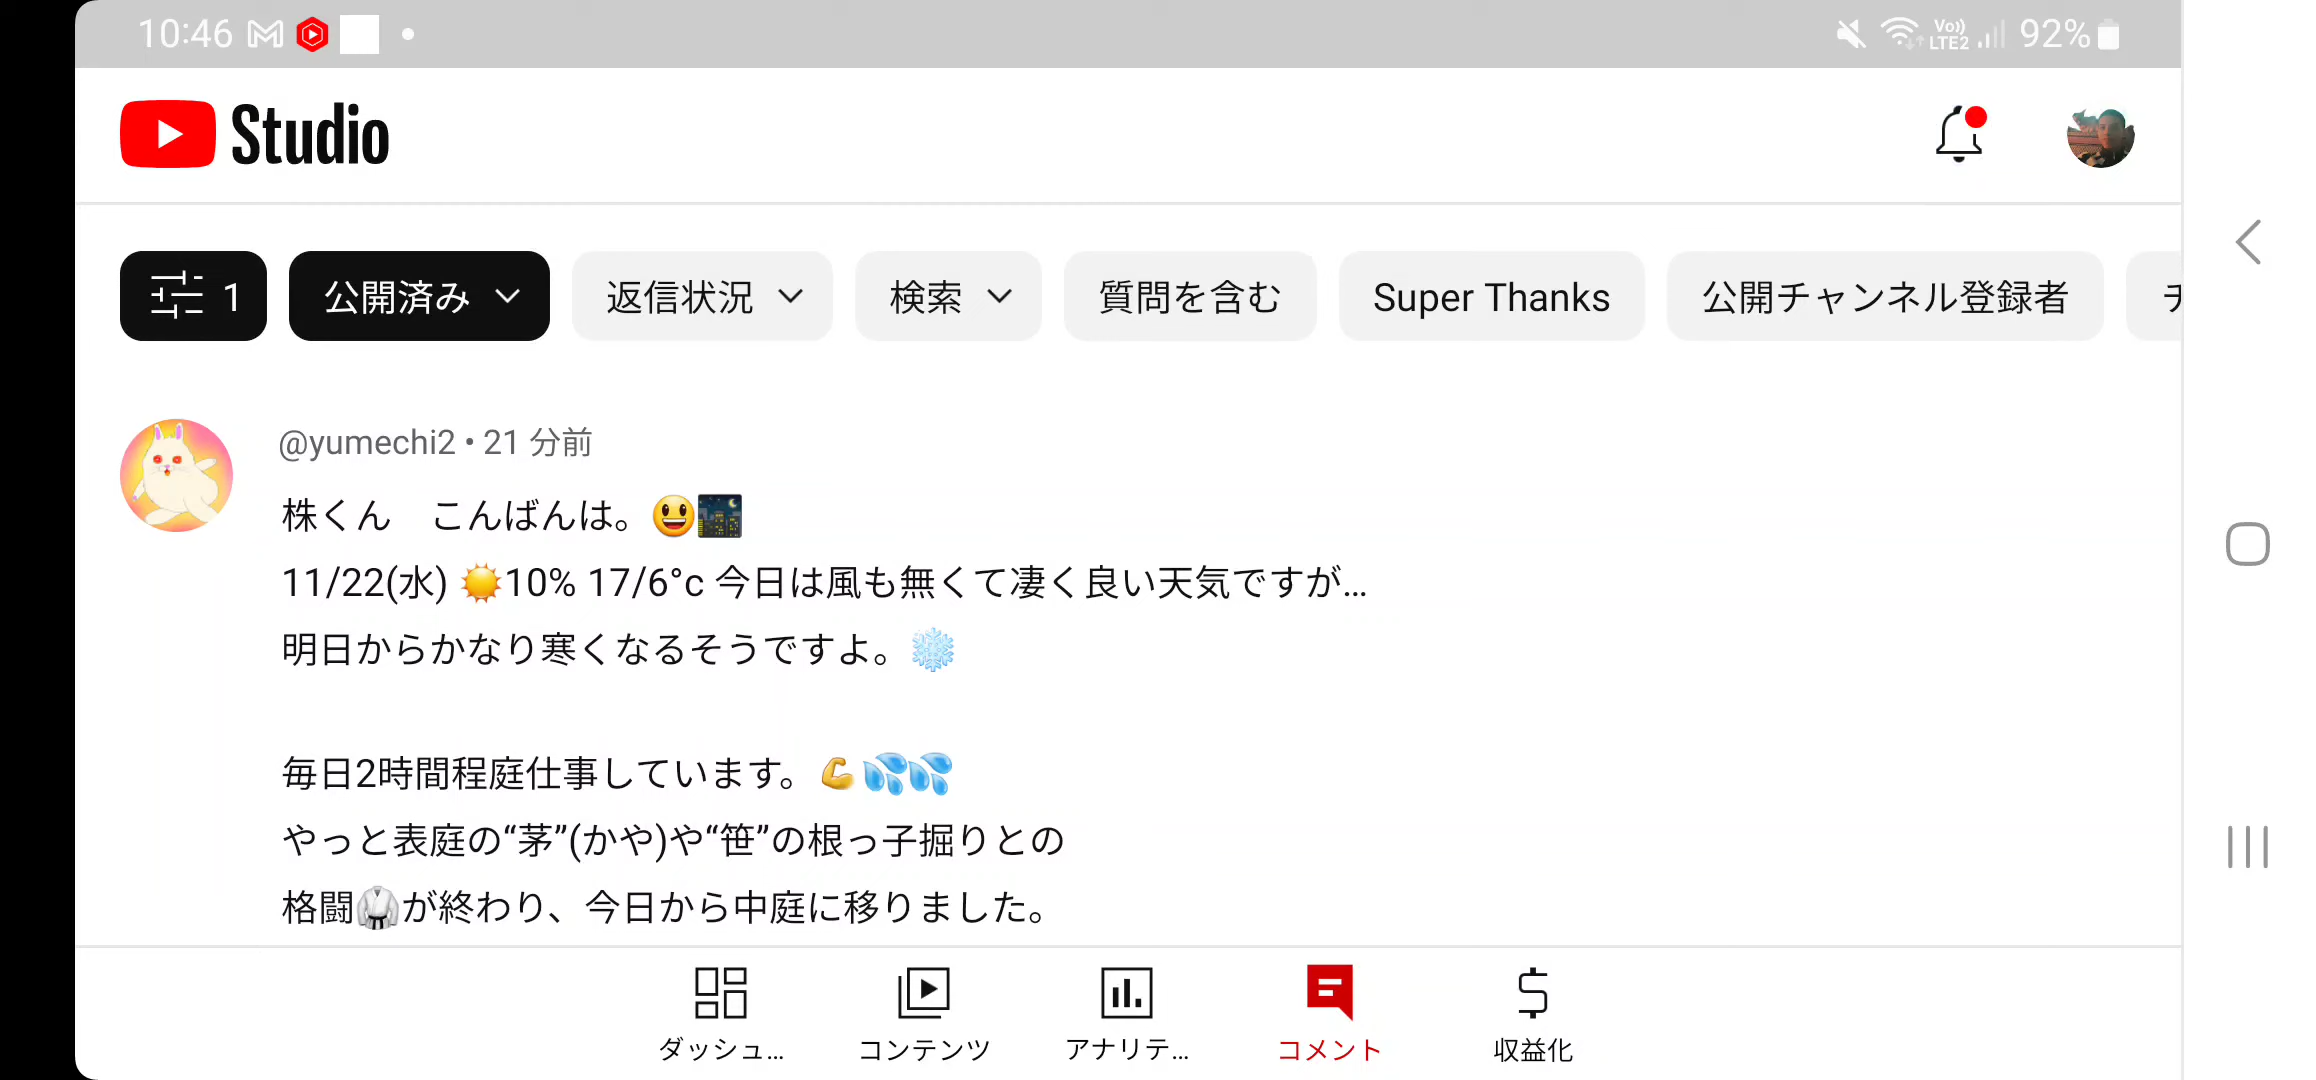 10:46
Vo)) LTE2 92%
Studio
1 公開済み 返信状況 検索 質問を含む Super Thanks 公開チャンネル登録者
@yumechi2 • 21 分前
株くん　こんばんは。😃🌃
11/22(水) ☀️10% 17/6°c 今日は風も無くて凄く良い天気ですが…
明日からかなり寒くなるそうですよ。❄️
毎日2時間程庭仕事しています。💪💦💦
やっと表庭の“茅”(かや)や“笹”の根っ子掘りとの
格闘🥋が終わり、今日から中庭に移りました。
ダッシュ... コンテンツ アナリテ... コメント 収益化